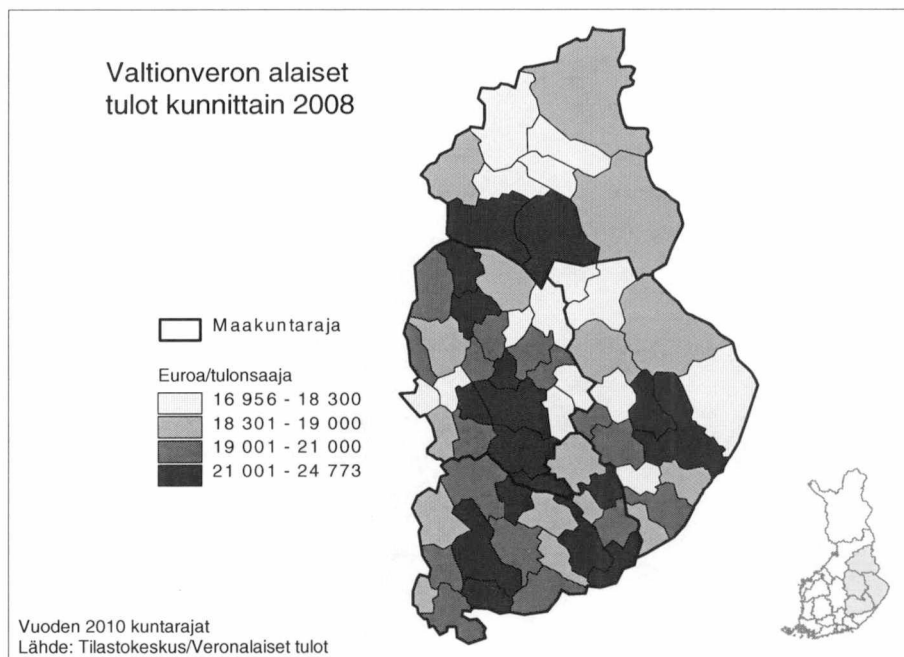 Valtionveron alaiset
tulot kunnittain 2008
Maakuntaraja
Euroa/tulonsaaja
16 956 - 18 300
18 301 - 19 000
19 001 - 21 000
21 001 - 24 773
Vuoden 2010 kuntarajat
Lähde: Tilastokeskus/Veronalaiset tulot